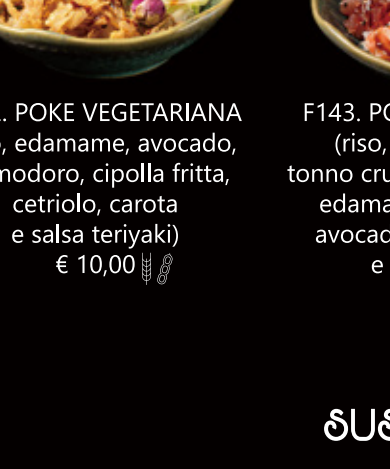 . POKE VEGETARIANA
, edamame, avocado,
modoro, cipolla fritta,
cetriolo, carota
e salsa teriyaki)
€ 10,00
F143. PO
(riso,
tonno cru
edama
avocad
e
SUS